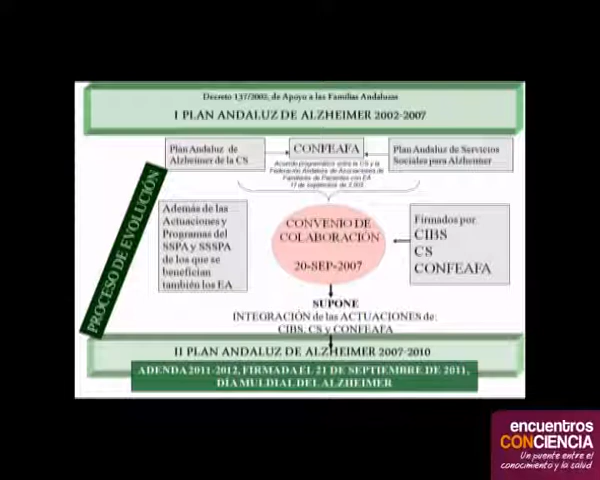 Decreto 137/2002, de Apoyo a las Familias Andaluzas
I PLAN ANDALUZ DE ALZHEIMER 2002-2007
Plan Andaluz de
Alzheimer de la CS
CONFEAFA
Acuerdo programático entre la CS y la
Federación Andaluza de Asociaciones de
Familiares de Pacientes con EA
17 de septiembre de 2.002
Plan Andaluz de Servicios
Sociales para Alzheimer
PROCESO DE EVOLUCIÓN
Además de las
Actuaciones y
Programas del
SSPA y SSSPA
de los que se
benefician
también los EA
CONVENIO DE
COLABORACIÓN
20-SEP-2007
Firmados por
CIBS
CS
CONFEAFA
SUPONE
INTEGRACIÓN de las ACTUACIONES de:
CIBS, CS y CONFEAFA
II PLAN ANDALUZ DE ALZHEIMER 2007-2010
ADENDA 2011-2012, FIRMADA EL 21 DE SEPTIEMBRE DE 2011,
DÍA MULDIAL DEL ALZHEIMER
encuentros
CONCIENCIA
Un puente entre el
conocimiento y la salud